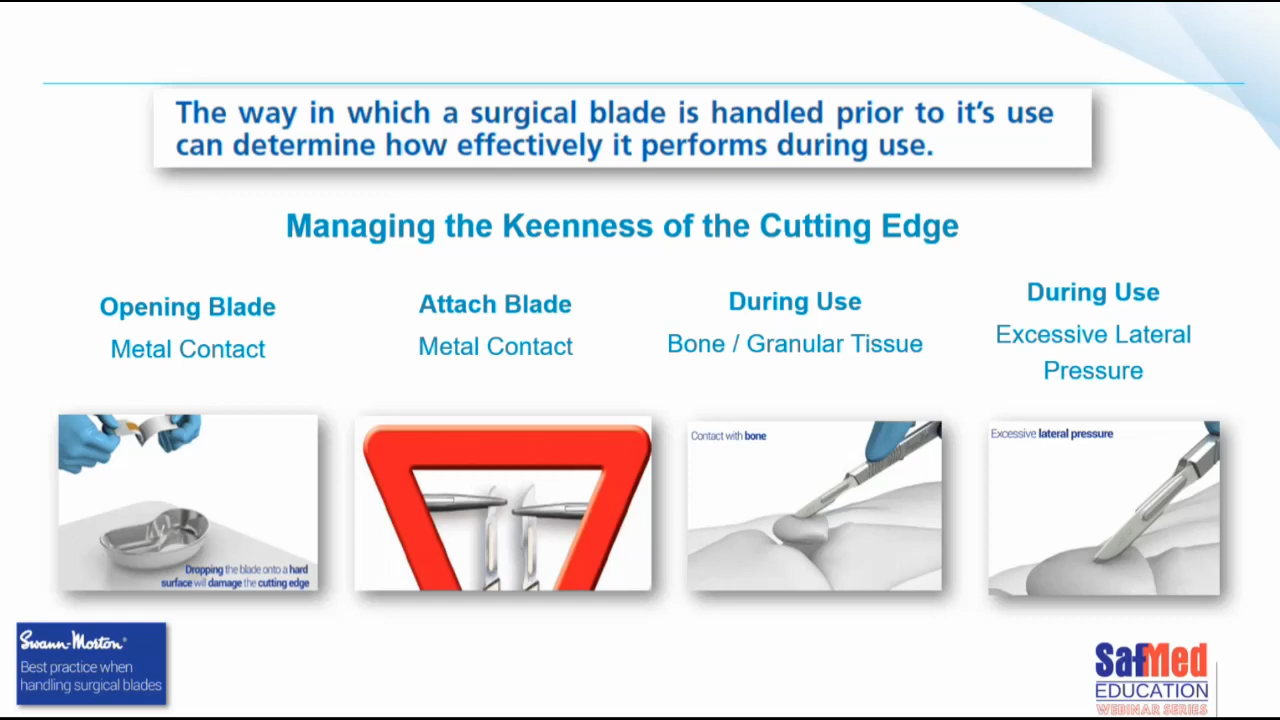 The way in which a surgical blade is handled prior to it's use
can determine how effectively it performs during use.
Managing the Keenness of the Cutting Edge
Opening Blade
Metal Contact
Attach Blade
Metal Contact
During Use
Bone / Granular Tissue
During Use
Excessive Lateral
Pressure
Dropping the blade onto a hard
surface will damage the cutting edge
Contact with bone
Excessive lateral pressure
Swann-Morton®
Best practice when
handling surgical blades
SafMed
EDUCATION
WEBINAR SERIES